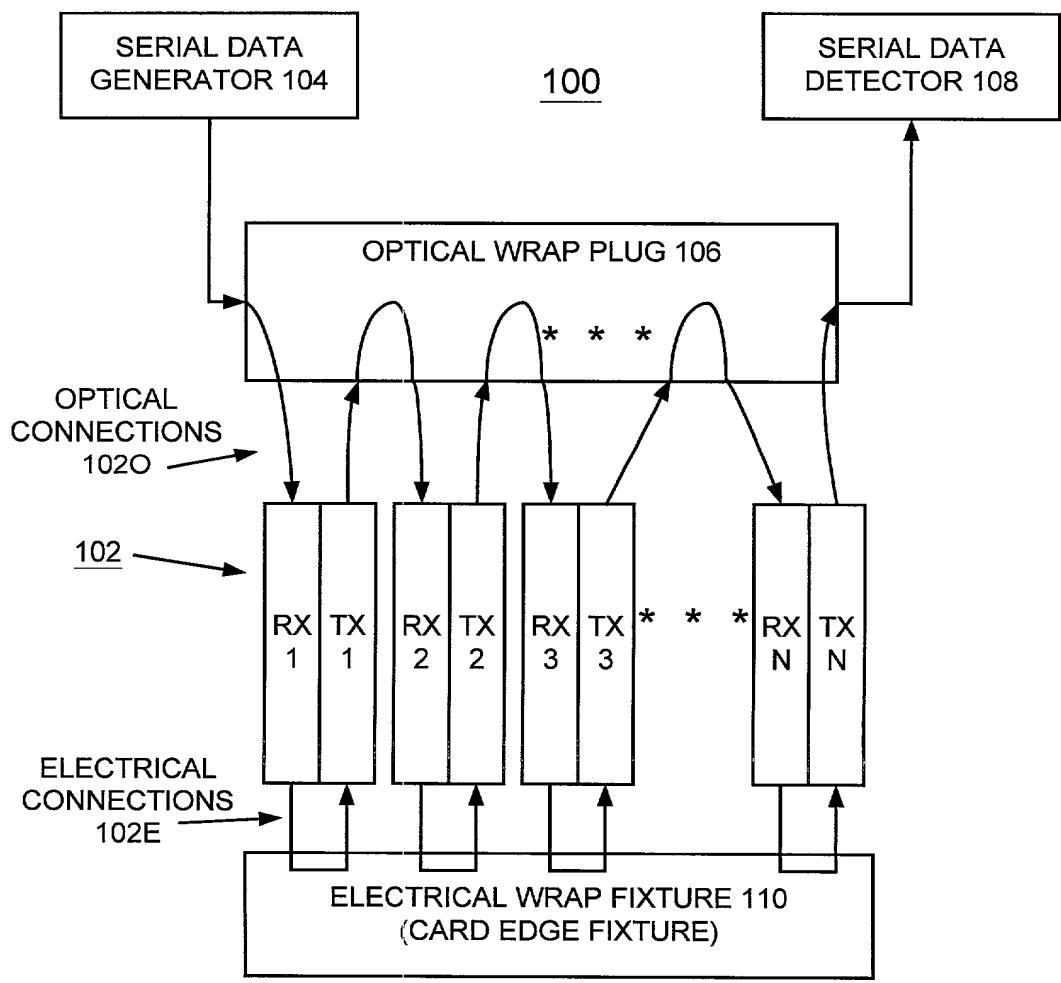 SERIAL DATA
GENERATOR 104
100
SERIAL DATA
DETECTOR 108
OPTICAL WRAP PLUG 106
* * *
OPTICAL
CONNECTIONS
102O
102
RX
1
TX
1
RX
2
TX
2
RX
3
TX
3
* * *
RX
N
TX
N
ELECTRICAL
CONNECTIONS
102E
ELECTRICAL WRAP FIXTURE 110
(CARD EDGE FIXTURE)